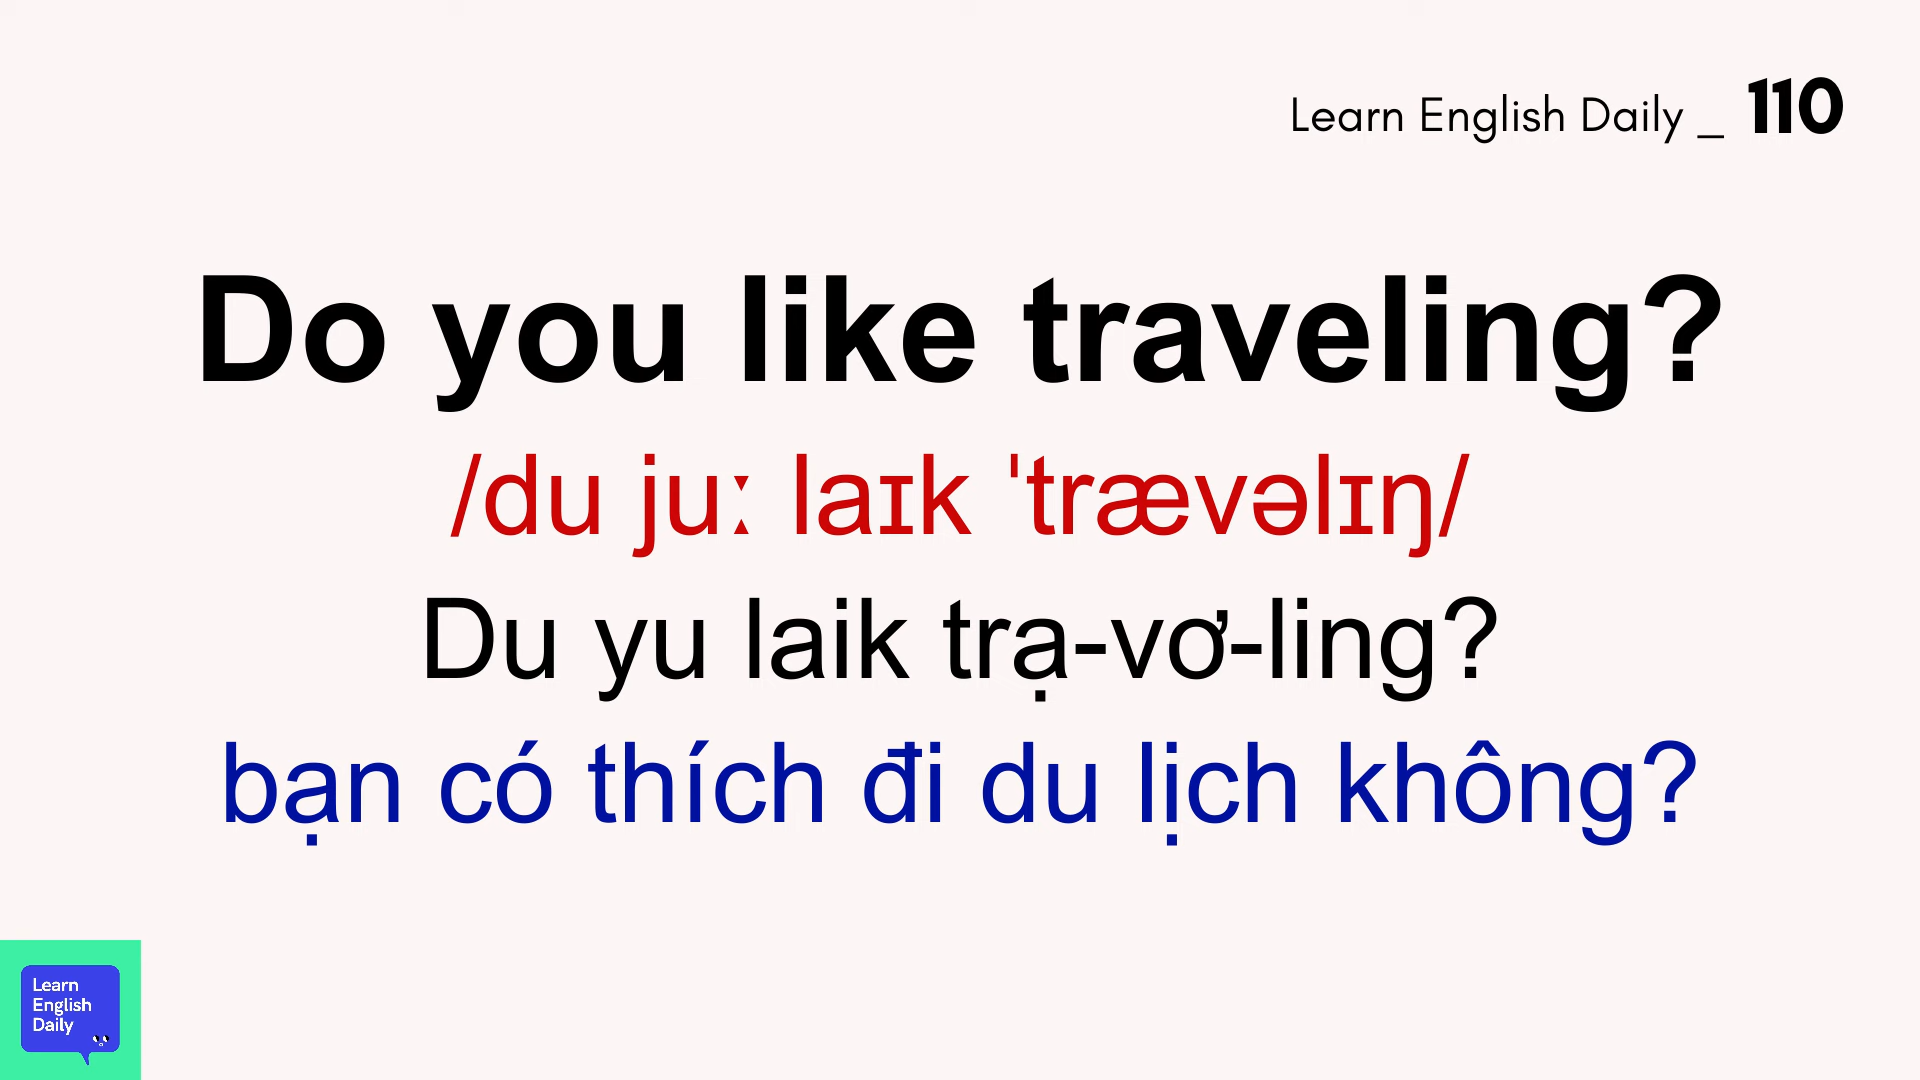 Learn English Daily _ 110
Do you like traveling?
/du juː laɪk ˈtrævəlɪŋ/
Du yu laik trạ-vơ-ling?
bạn có thích đi du lịch không?
Learn
English
Daily